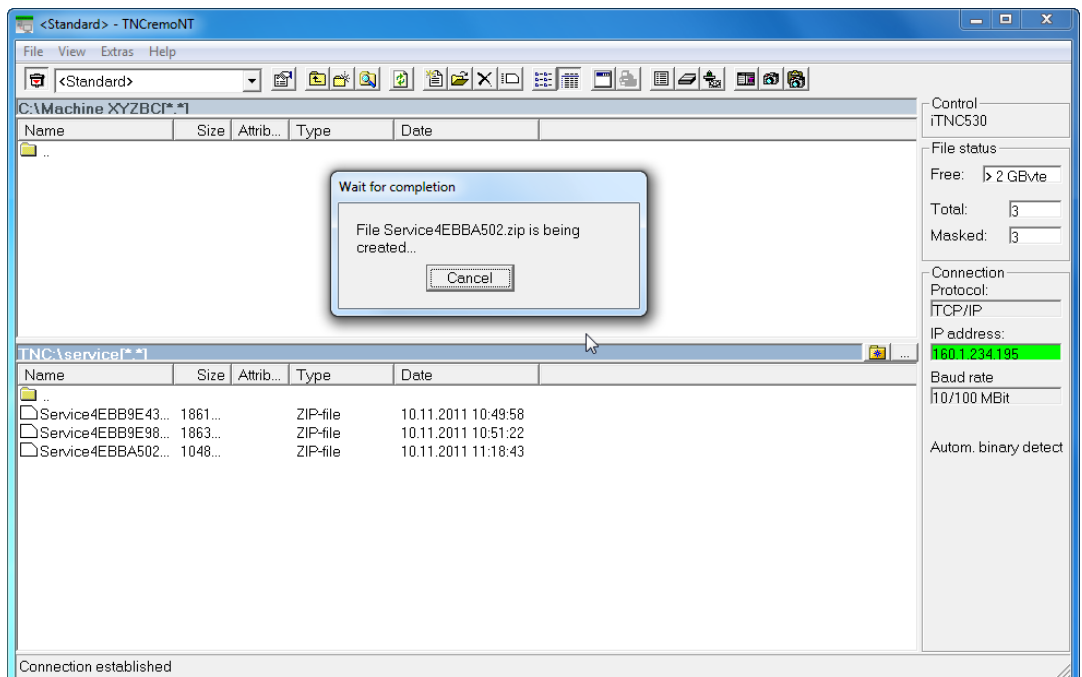 <Standard> - TNCremoNT
File View Extras Help
<Standard>
C:\Machine XYZBC[*.*]
Name Size Attrib... Type Date
..
Wait for completion
File Service4EBBA502.zip is being
created...
Cancel
TNC:\service[*.*]
...
Name Size Attrib... Type Date
..
Service4EBB9E43... 1861... ZIP-file 10.11.2011 10:49:58
Service4EBB9E98... 1863... ZIP-file 10.11.2011 10:51:22
Service4EBBA502... 1048... ZIP-file 10.11.2011 11:18:43
Control
iTNC530
File status
Free: > 2 GByte
Total: 3
Masked: 3
Connection
Protocol:
TCP/IP
IP address:
160.1.234.195
Baud rate
10/100 MBit
Autom. binary detect
Connection established